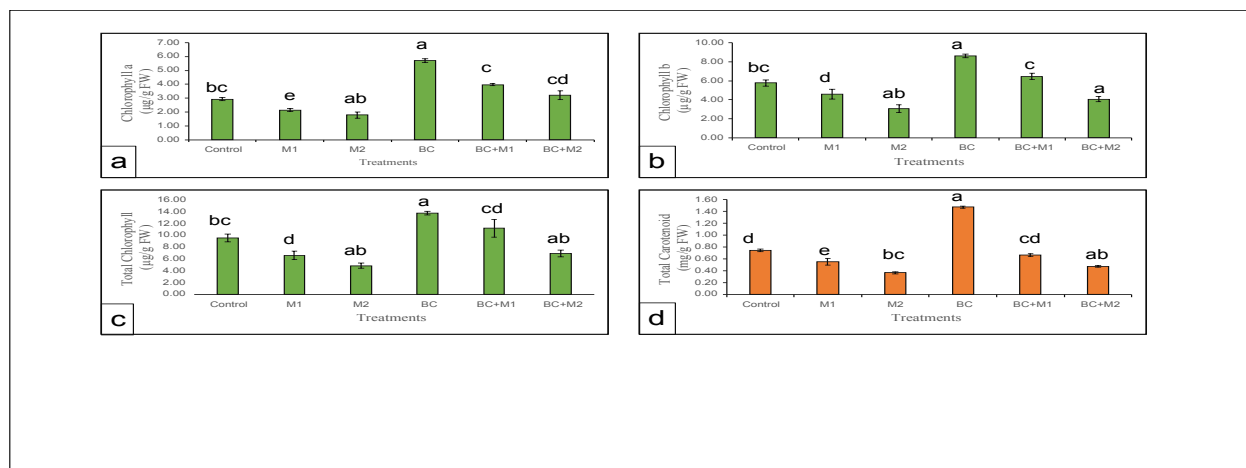 7.00
6.00
5.00
4.00
3.00
2.00
1.00
0.00
Chlorophyll a
(µg/g FW)
bc
e
ab
a
c
cd
Control M1 M2 BC BC+M1 BC+M2
Treatments
a
10.00
8.00
6.00
4.00
2.00
0.00
Chlorophyll b
(µg/g FW)
bc
d
ab
a
c
a
Control M1 M2 BC BC+M1 BC+M2
Treatments
b
16.00
14.00
12.00
10.00
8.00
6.00
4.00
2.00
0.00
Total Chlorophyll
(µg/g FW)
bc
d
ab
a
cd
ab
Control M1 M2 BC BC+M1 BC+M2
Treatments
c
1.60
1.40
1.20
1.00
0.80
0.60
0.40
0.20
0.00
Total Carotenoid
(mg/g FW)
d
e
bc
a
cd
ab
Control M1 M2 BC BC+M1 BC+M2
Treatments
d